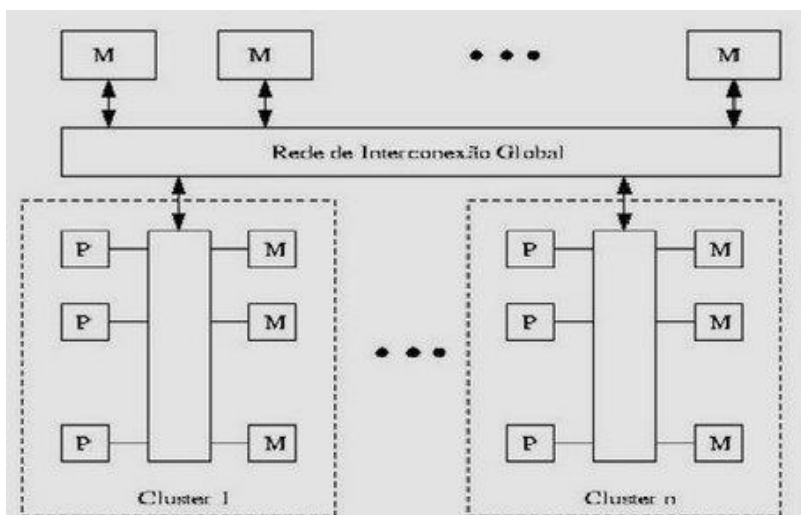 M M M
Rede de Interconexão Global
P M P M
P M P M
P M P M
Cluster 1 Cluster n